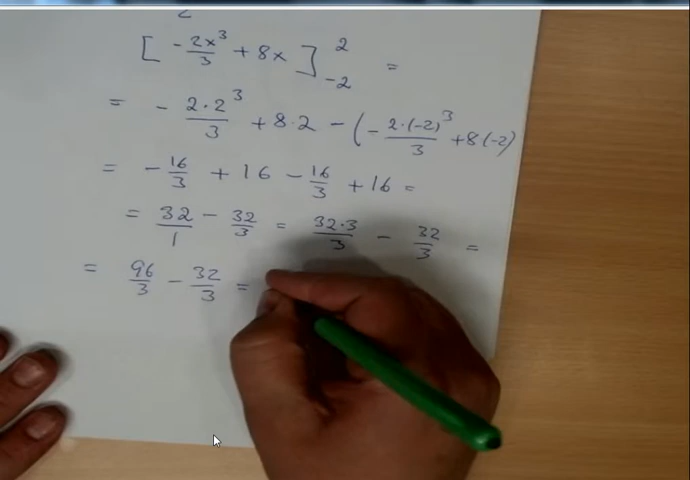 [ -2x³/3 + 8x ]²₋₂ =
= - 2·2³/3 + 8·2 - (- 2·(-2)³/3 + 8(-2)
= - 16/3 + 16 - 16/3 + 16 =
= 32/1 - 32/3 = 32·3/3 - 32/3 =
= 96/3 - 32/3 =